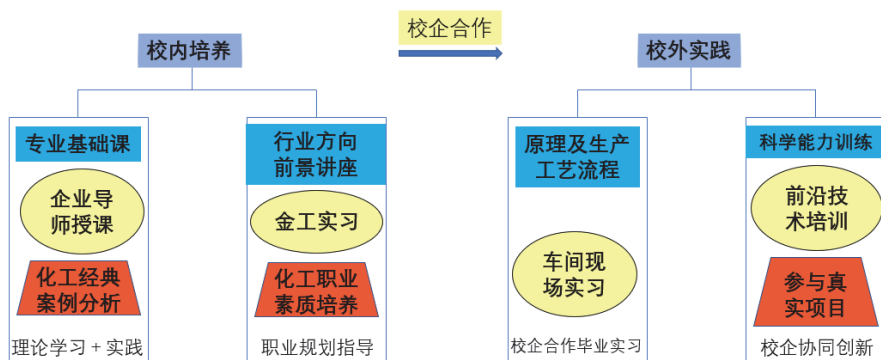 校企合作
校内培养
校外实践
专业基础课
企业导
师授课
化工经典
案例分析
理论学习 + 实践
行业方向
前景讲座
金工实习
化工职业
素质培养
职业规划指导
原理及生产
工艺流程
车间现
场实习
校企合作毕业实习
科学能力训练
前沿技
术培训
参与真
实项目
校企协同创新